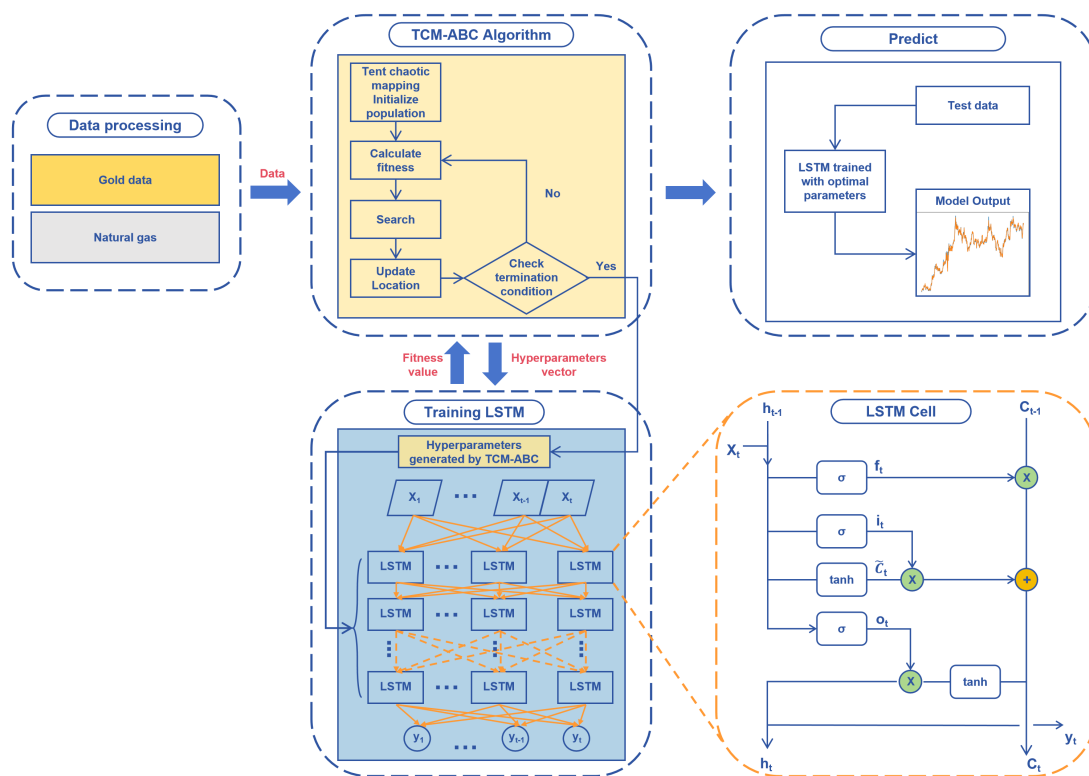 Data processing
Gold data
Natural gas
Data
TCM-ABC Algorithm
Tent chaotic
mapping
Initialize
population
Calculate
fitness
Search
Update
Location
Check
termination
condition
No
Yes
Predict
Test data
LSTM trained
with optimal
parameters
Model Output
Fitness
value
Hyperparameters
vector
Training LSTM
Hyperparameters
generated by TCM-ABC
X₁ ... Xₜ₋₁ Xₜ
LSTM ... LSTM LSTM
LSTM ... LSTM LSTM
... ... ...
LSTM ... LSTM LSTM
y₁ ... yₜ₋₁ yₜ
LSTM Cell
hₜ₋₁
Cₜ₋₁
Xₜ
σ fₜ X
σ iₜ
tanh C̃ₜ X +
σ oₜ
X tanh
yₜ
hₜ
Cₜ